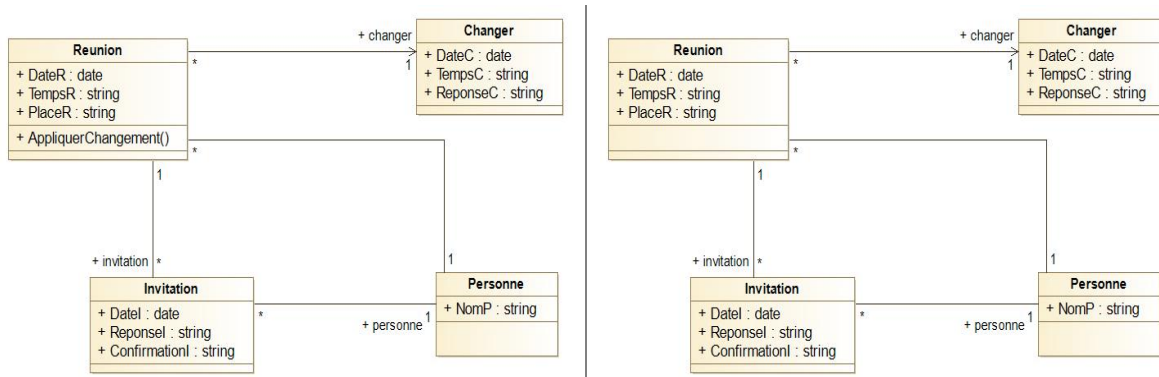 + changer
Changer
Reunion
*
1
+ DateC : date
+ TempsC : string
+ ReponseC : string
+ DateR : date
+ TempsR : string
+ PlaceR : string
+ AppliquerChangement()
*
1
+ invitation
*
1
Invitation
Personne
+ DateI : date
+ ReponseI : string
+ ConfirmationI : string
*
1
+ personne
+ NomP : string
+ changer
Changer
Reunion
*
1
+ DateC : date
+ TempsC : string
+ ReponseC : string
+ DateR : date
+ TempsR : string
+ PlaceR : string
*
1
+ invitation
*
1
Invitation
Personne
+ DateI : date
+ ReponseI : string
+ ConfirmationI : string
*
1
+ personne
+ NomP : string